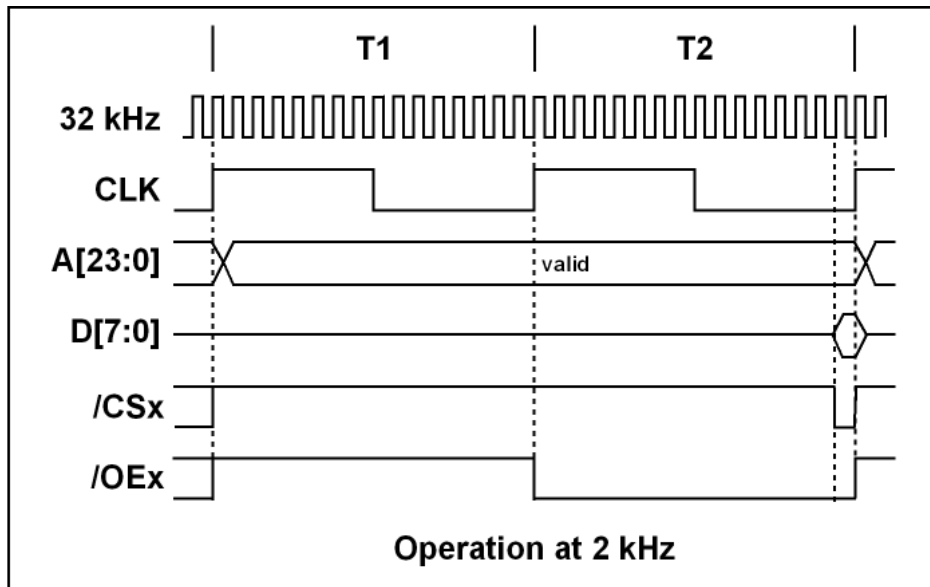 T1 T2
32 kHz
CLK
A[23:0] valid
D[7:0]
/CSx
/OEx
Operation at 2 kHz